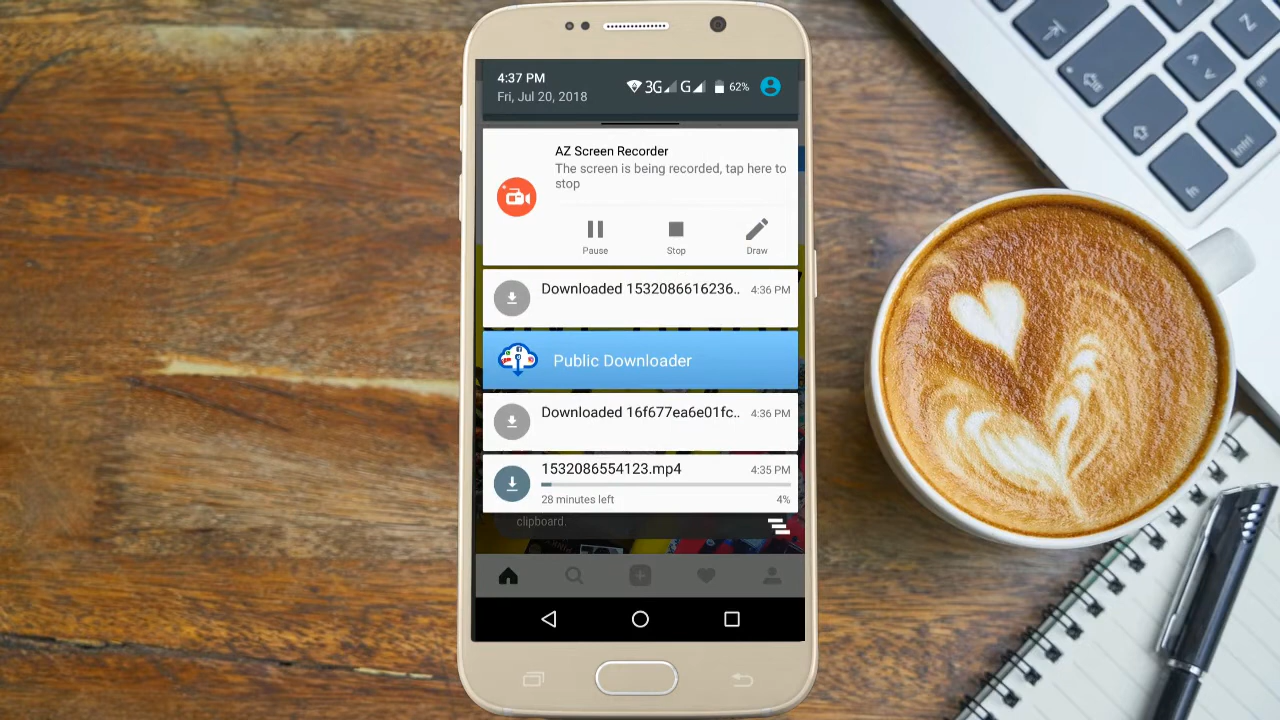 4:37 PM
3G G 62%
Fri, Jul 20, 2018
AZ Screen Recorder
The screen is being recorded, tap here to
stop
Pause Stop Draw
Downloaded 1532086616236.. 4:36 PM
Public Downloader
Downloaded 16f677ea6e01fc.. 4:36 PM
1532086554123.mp4 4:35 PM
28 minutes left 4%
clipboard.
Z
fn